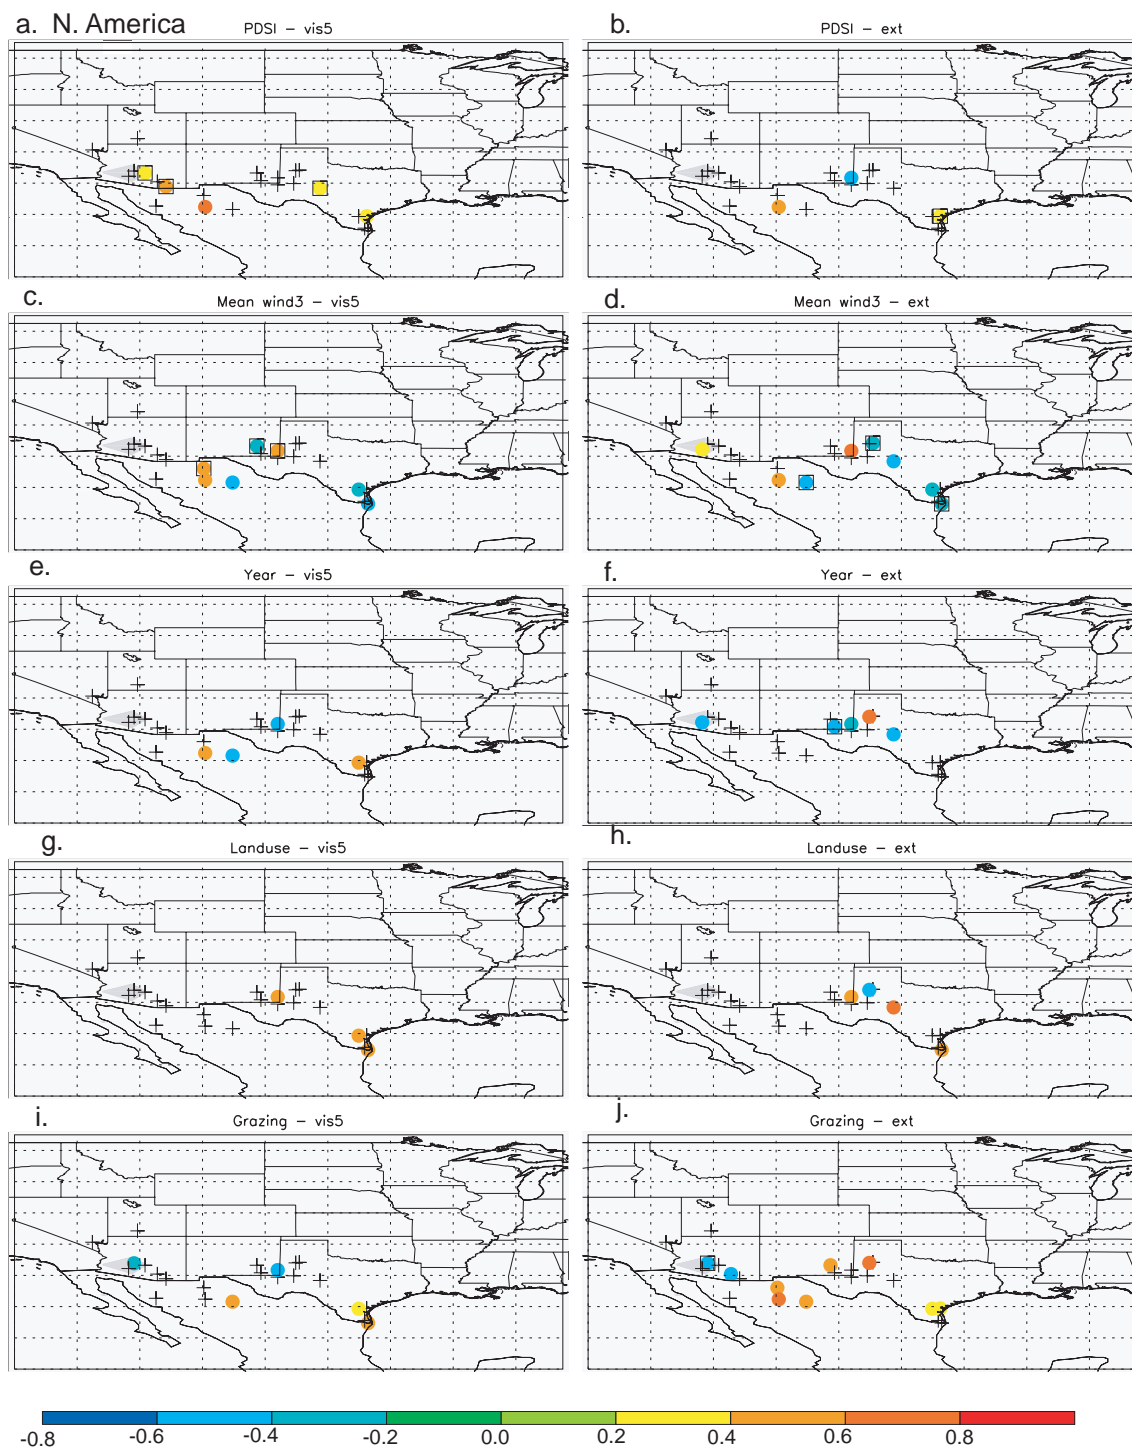 a. N. America
PDSI – vis5
b.
PDSI – ext
c.
Mean wind3 – vis5
d.
Mean wind3 – ext
e.
Year – vis5
f.
Year – ext
g.
Landuse – vis5
h.
Landuse – ext
i.
Grazing – vis5
j.
Grazing – ext
-0.8 -0.6 -0.4 -0.2 0.0 0.2 0.4 0.6 0.8